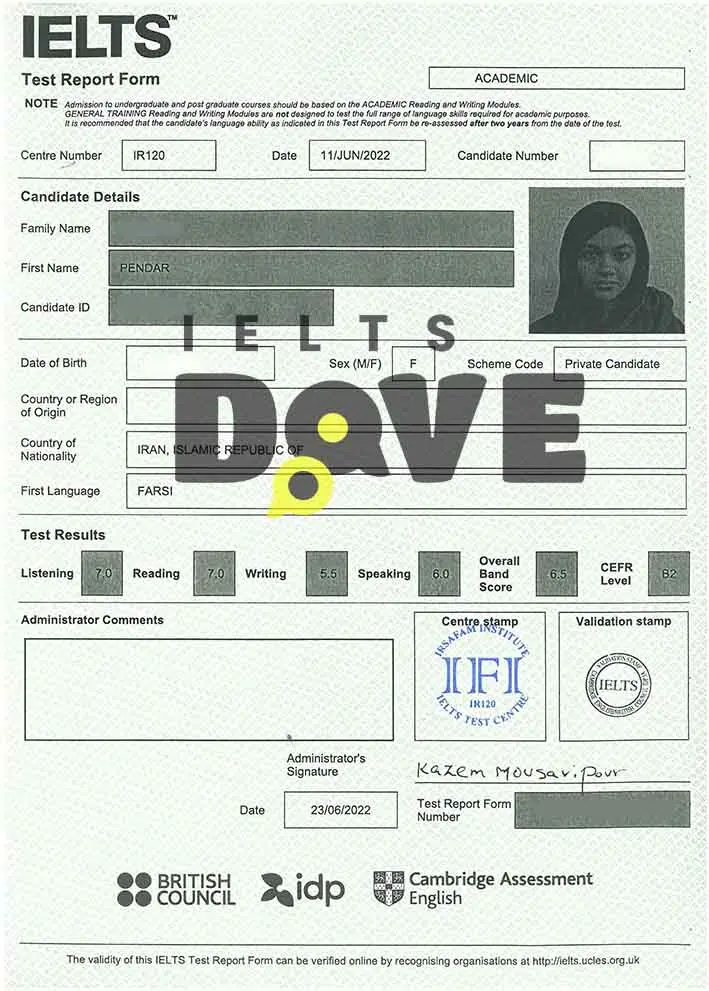 IELTS™
Test Report Form
ACADEMIC
NOTE Admission to undergraduate and post graduate courses should be based on the ACADEMIC Reading and Writing Modules.
GENERAL TRAINING Reading and Writing Modules are not designed to test the full range of language skills required for academic purposes.
It is recommended that the candidate's language ability as indicated in this Test Report Form be re-assessed after two years from the date of the test.
Centre Number IR120 Date 11/JUN/2022 Candidate Number
Candidate Details
Family Name
First Name PENDAR
Candidate ID
IELTS
Date of Birth Sex (M/F) F Scheme Code Private Candidate
DOVE
Country or Region
of Origin
Country of
Nationality IRAN, ISLAMIC REPUBLIC OF
First Language FARSI
Test Results
Listening 7.0 Reading 7.0 Writing 5.5 Speaking 6.0 Overall Band Score 6.5 CEFR Level B2
Administrator Comments
Centre stamp
Validation stamp
IRSAFAM INSTITUTE
IFI
IR120
IELTS TEST CENTRE
VALIDATION STAMP
IELTS
Administrator's
Signature
Kazem Mousavipour
Date 23/06/2022
Test Report Form
Number
BRITISH
COUNCIL
idp
Cambridge Assessment
English
The validity of this IELTS Test Report Form can be verified online by recognising organisations at http://ielts.ucles.org.uk